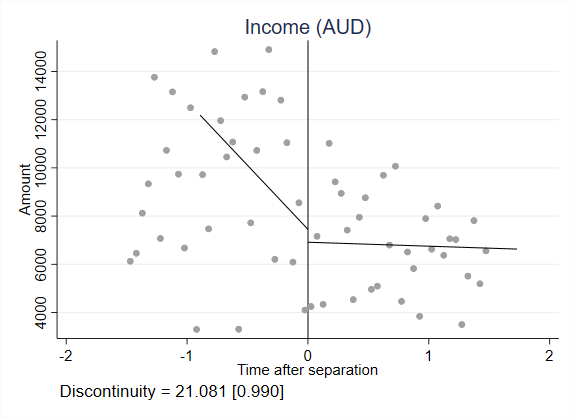 Income (AUD)
Amount
14000
12000
10000
8000
6000
4000
-2
-1
0
1
2
Time after separation
Discontinuity = 21.081 [0.990]